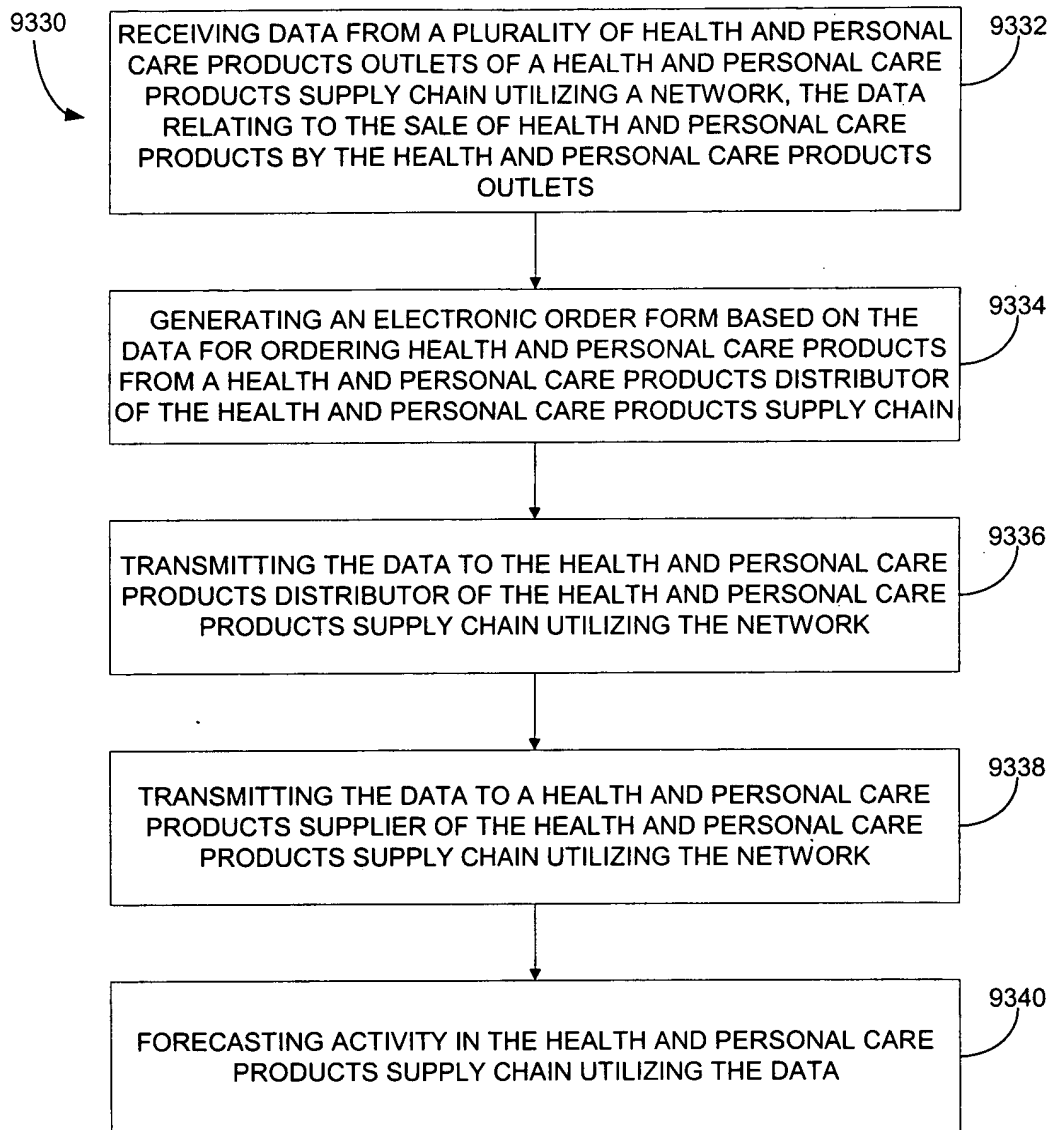 9330
RECEIVING DATA FROM A PLURALITY OF HEALTH AND PERSONAL
CARE PRODUCTS OUTLETS OF A HEALTH AND PERSONAL CARE
PRODUCTS SUPPLY CHAIN UTILIZING A NETWORK, THE DATA
RELATING TO THE SALE OF HEALTH AND PERSONAL CARE
PRODUCTS BY THE HEALTH AND PERSONAL CARE PRODUCTS
OUTLETS
9332
GENERATING AN ELECTRONIC ORDER FORM BASED ON THE
DATA FOR ORDERING HEALTH AND PERSONAL CARE PRODUCTS
FROM A HEALTH AND PERSONAL CARE PRODUCTS DISTRIBUTOR
OF THE HEALTH AND PERSONAL CARE PRODUCTS SUPPLY CHAIN
9334
TRANSMITTING THE DATA TO THE HEALTH AND PERSONAL CARE
PRODUCTS DISTRIBUTOR OF THE HEALTH AND PERSONAL CARE
PRODUCTS SUPPLY CHAIN UTILIZING THE NETWORK
9336
TRANSMITTING THE DATA TO A HEALTH AND PERSONAL CARE
PRODUCTS SUPPLIER OF THE HEALTH AND PERSONAL CARE
PRODUCTS SUPPLY CHAIN UTILIZING THE NETWORK
9338
FORECASTING ACTIVITY IN THE HEALTH AND PERSONAL CARE
PRODUCTS SUPPLY CHAIN UTILIZING THE DATA
9340